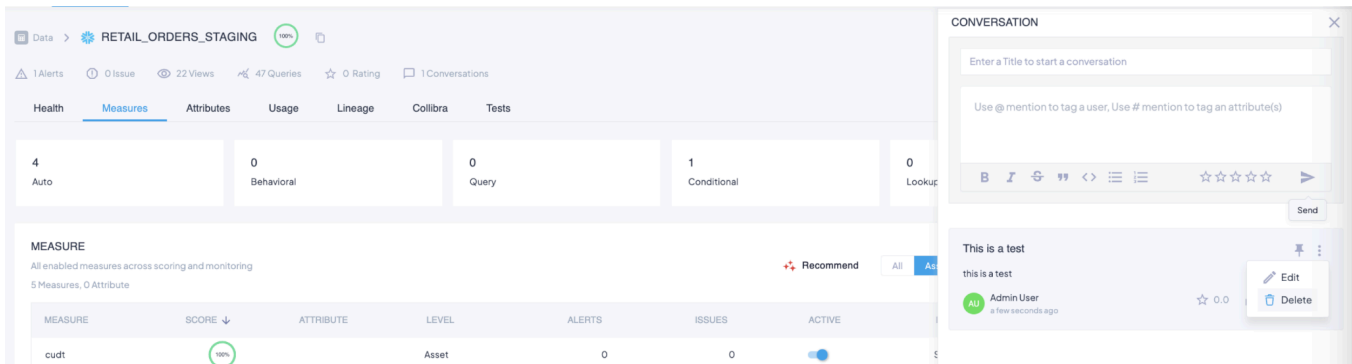 Data > RETAIL_ORDERS_STAGING 100%
1 Alerts 0 Issue 22 Views 47 Queries 0 Rating 1 Conversations
Health Measures Attributes Usage Lineage Collibra Tests
4
Auto
0
Behavioral
0
Query
1
Conditional
0
Lookup
MEASURE
All enabled measures across scoring and monitoring
5 Measures, 0 Attribute
Recommend All
MEASURE SCORE ATTRIBUTE LEVEL ALERTS ISSUES ACTIVE
cudt 100% Asset 0 0
CONVERSATION
Enter a Title to start a conversation
Use @ mention to tag a user, Use # mention to tag an attribute(s)
B I S
Send
This is a test
this is a test
Edit
Delete
AU Admin User
0.0
a few seconds ago